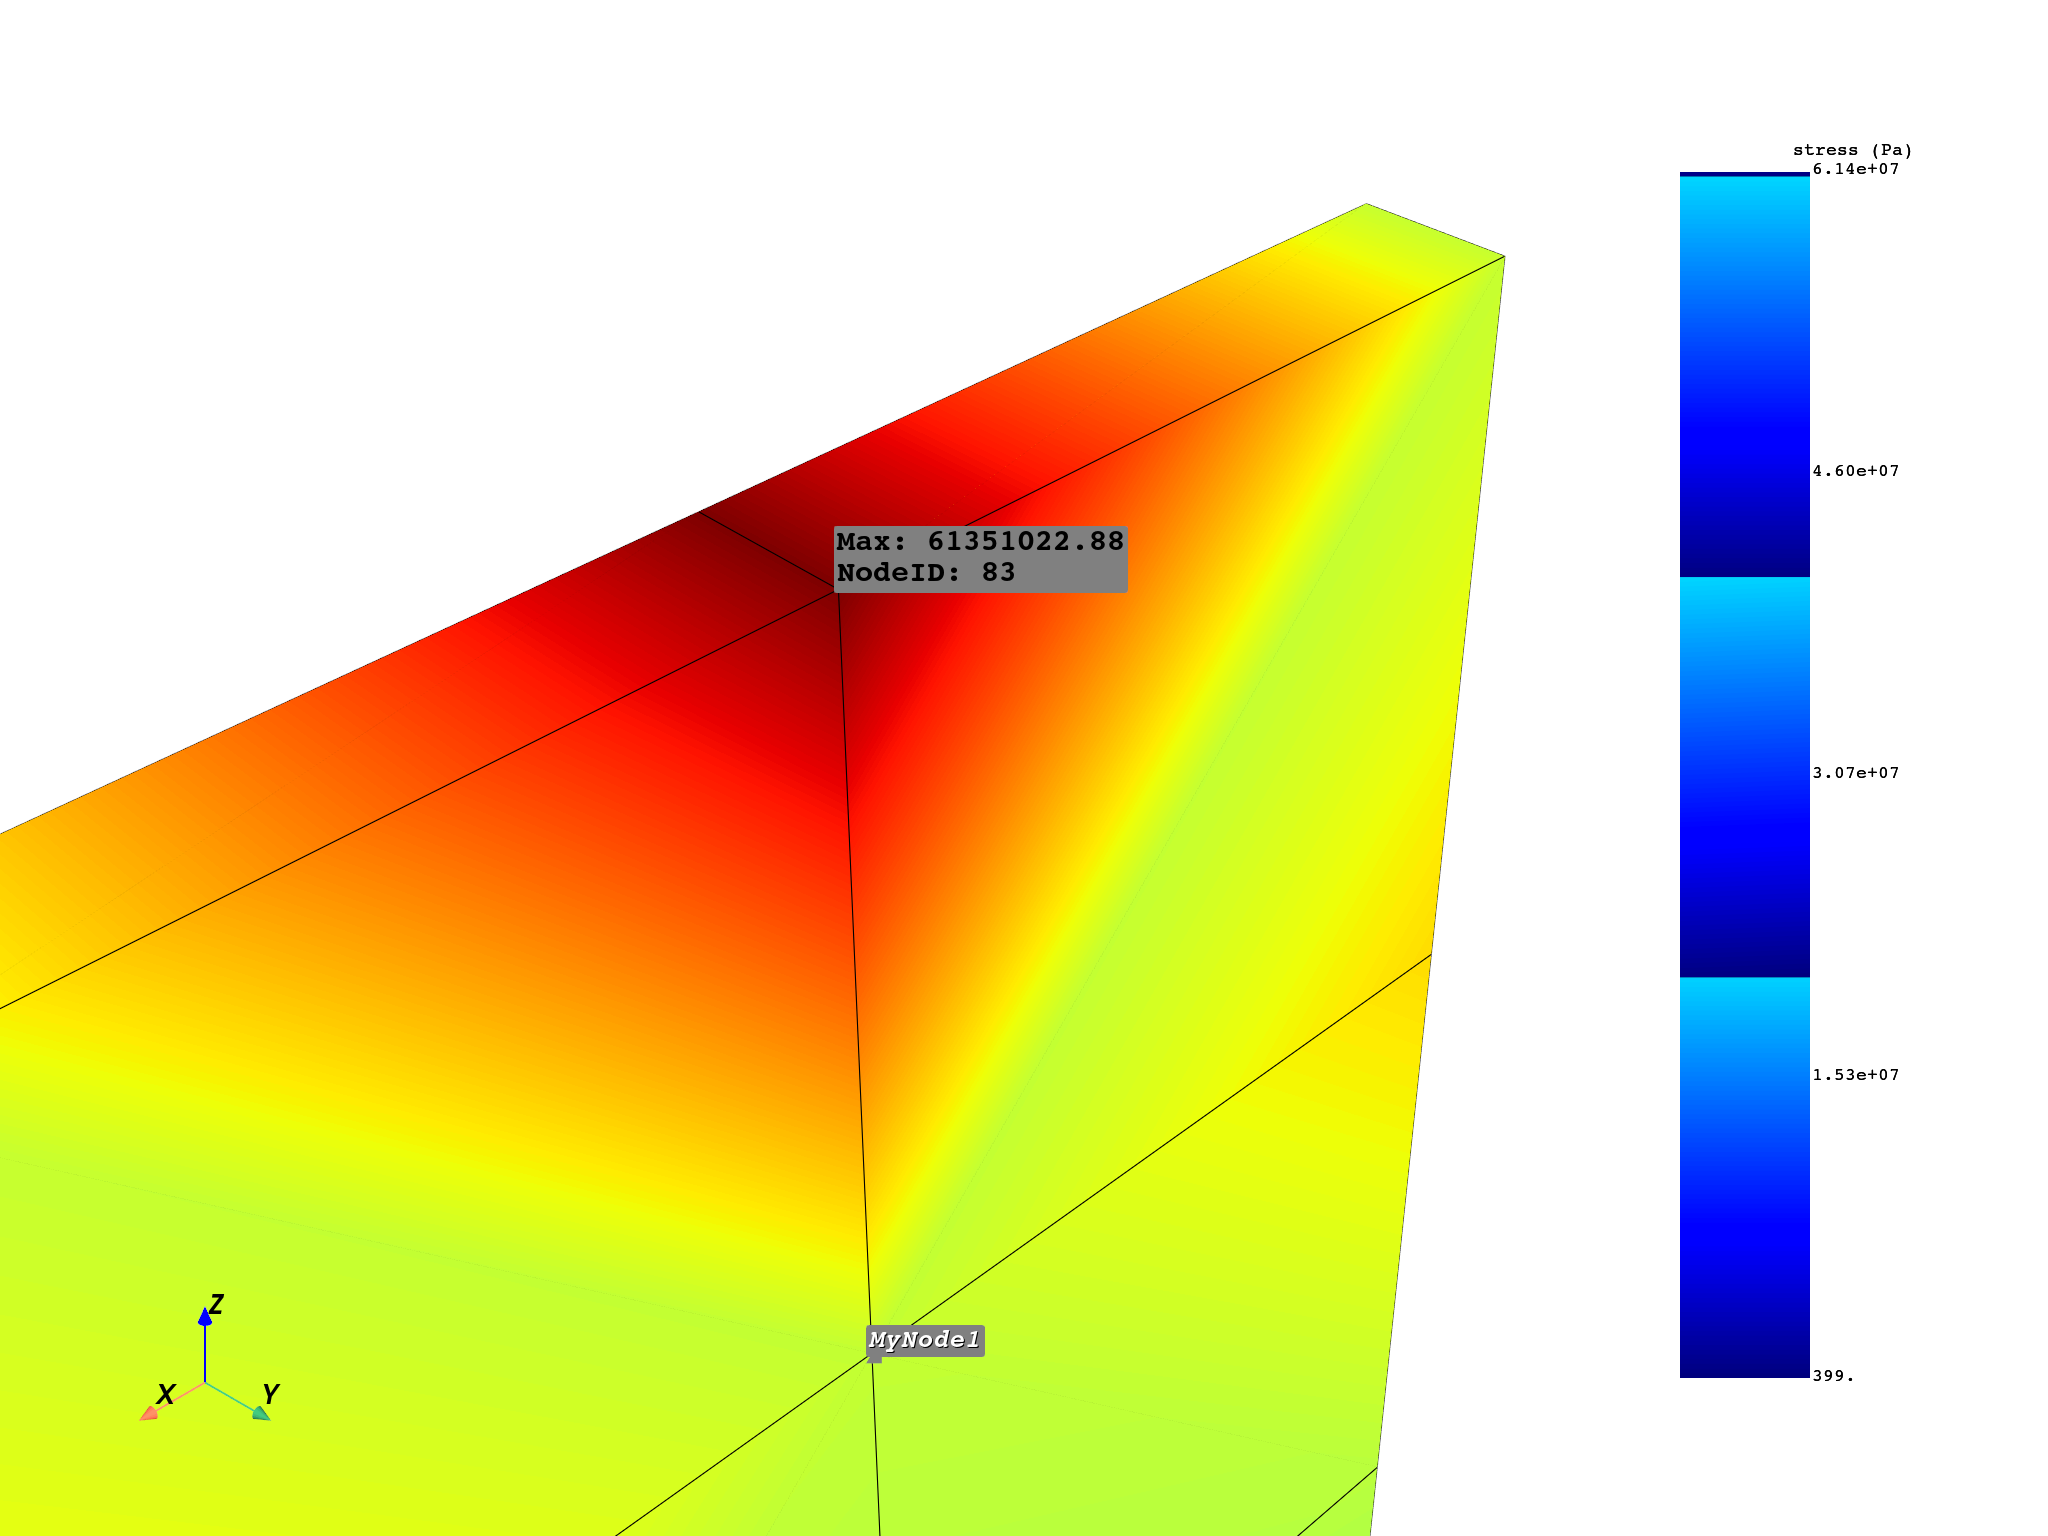 stress (Pa)
6.14e+07
4.60e+07
3.07e+07
1.53e+07
399.
Max: 61351022.88
NodeID: 83
MyNode1
Z
X
Y